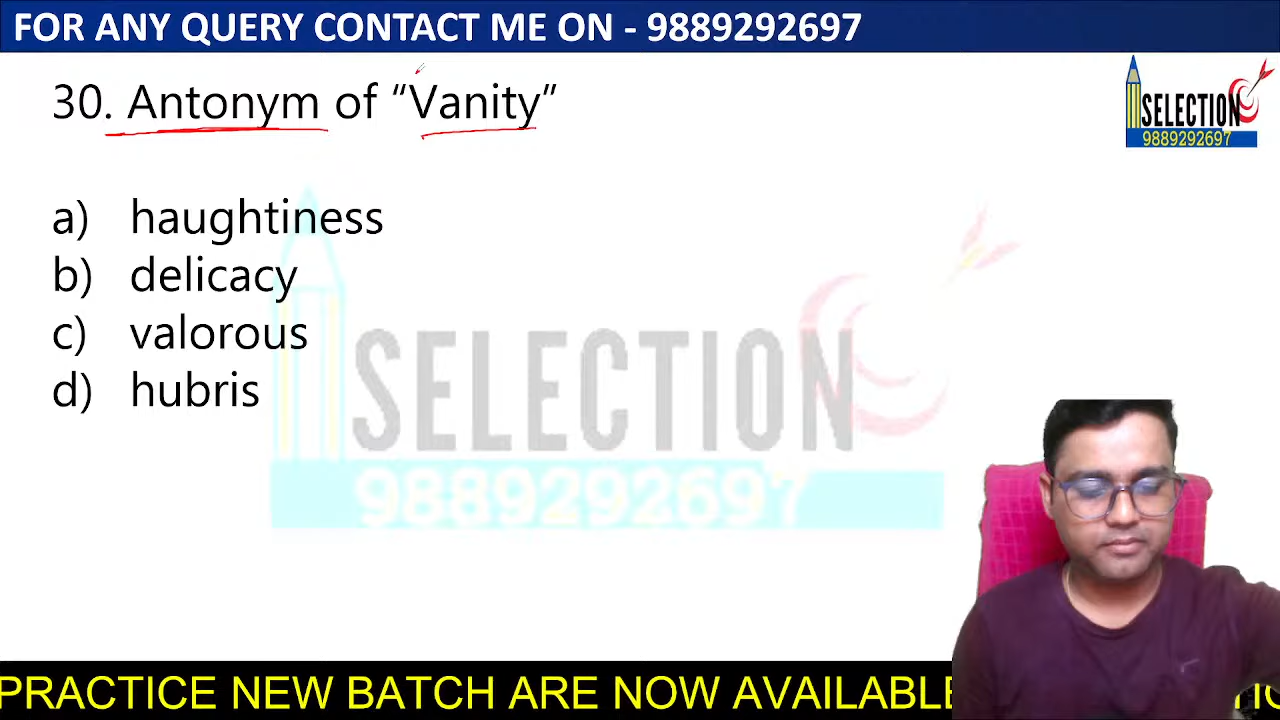 FOR ANY QUERY CONTACT ME ON - 9889292697
30. Antonym of “Vanity”
SELECTION
9889292697
a) haughtiness
b) delicacy
c) valorous
d) hubris
SELECTION
9889292697
PRACTICE NEW BATCH ARE NOW AVAILABLE